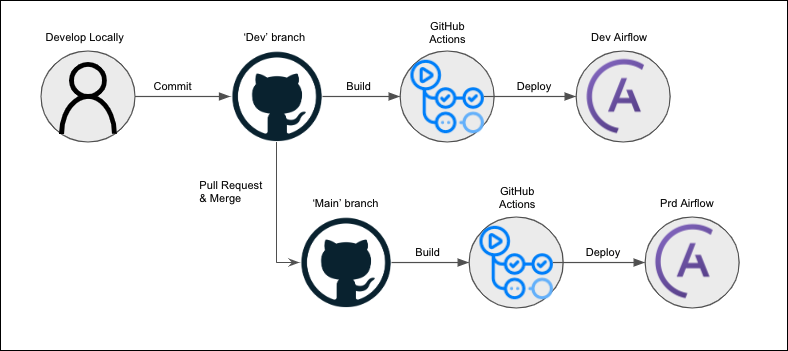 Develop Locally
'Dev' branch
GitHub
Actions
Dev Airflow
Commit
Build
Deploy
Pull Request
& Merge
'Main' branch
GitHub
Actions
Prd Airflow
Build
Deploy